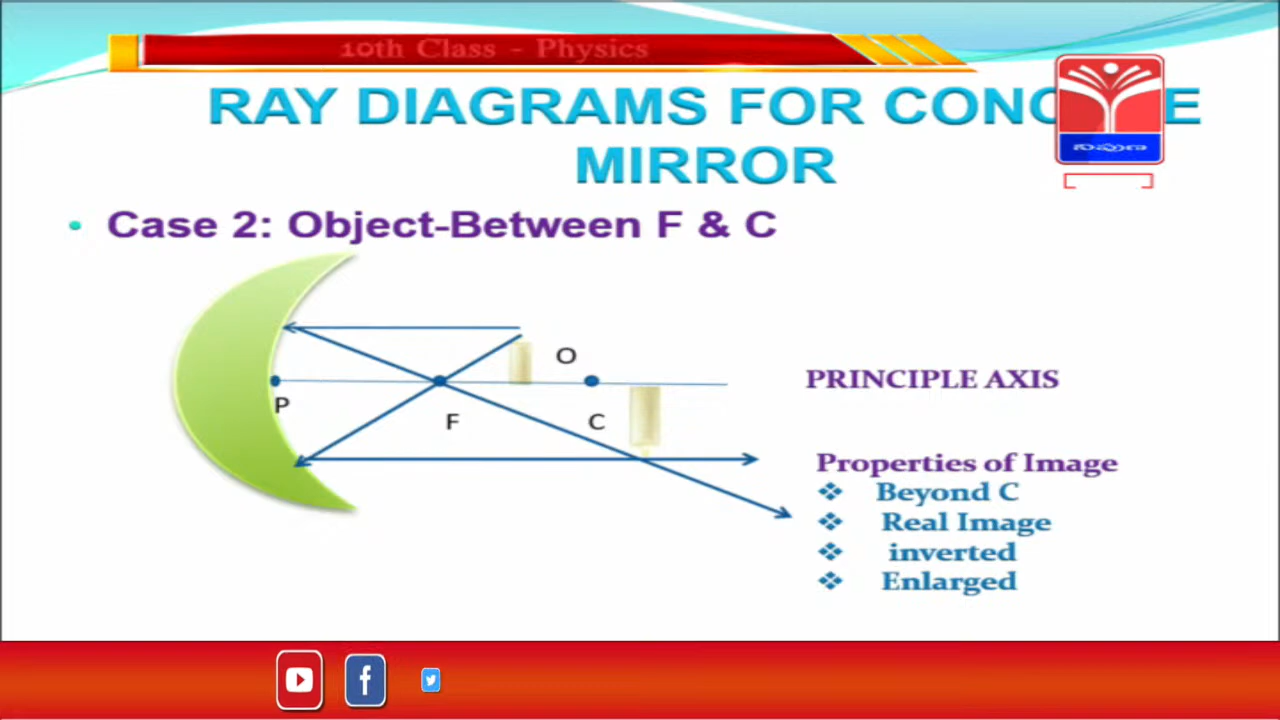 10th Class - Physics
RAY DIAGRAMS FOR
MIRROR
• Case 2: Object-Between F & C
O
PRINCIPLE AXIS
P
F
C
Properties of Image
❖ Beyond C
❖ Real Image
❖ inverted
❖ Enlarged
f